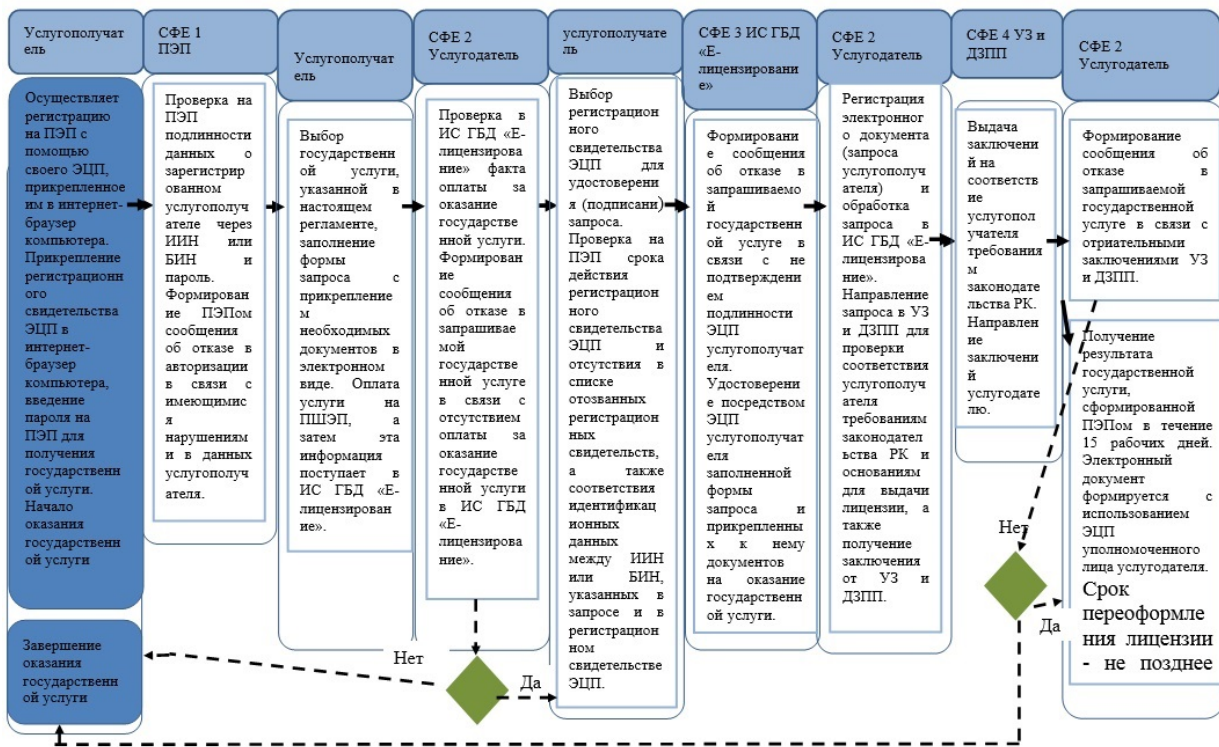 Услугополучат
ель
Осуществляет
регистрацию
на ПЭП с
помощью
своего ЭЦП,
прикрепленное
им в интернет-
браузер
компьютера.
Прикрепление
регистрационн
ого
свидетельства
ЭЦП в
интернет-
браузер
компьютера,
введение
пароля на
ПЭП для
получения
государственн
ой услуги.
Начало
оказания
государственн
ой услуги
Завершение
оказания
государственн
ой услуги
СФЕ 1
ПЭП
Проверка на
ПЭП
подлинности
данных о
зарегистрир
ованном
услугополуч
ателе через
ИИН или
БИН и
пароль.
Формирован
ие ПЭПом
сообщения
об отказе в
авторизации
в связи с
имеющимис
я
нарушениям
и в данных
услугополуч
ателя.
Услугополучат
ель
Выбор
государственн
ой услуги,
указанной в
настоящем
регламенте,
заполнение
формы
запроса с
прикрепление
м
необходимых
документов в
электронном
виде. Оплата
услуги на
ПШЭП, а
затем эта
информация
поступает в
ИС ГБД «Е-
лицензирован
ие».
СФЕ 2
Услугодатель
Проверка в
ИС ГБД «Е-
лицензирова
ние» факта
оплаты за
оказание
государстве
нной услуги.
Формирован
ие
сообщения
об отказе в
запрашивае
мой
государстве
нной услуге
в связи с
отсутствием
оплаты за
оказание
государстве
нной услуги
в ИС ГБД
«Е-
лицензирова
ние».
Нет
Да
услугополучат
ель
Выбор
регистрацион
ного
свидетельства
ЭЦП для
удостоверени
я (подписани)
запроса.
Проверка на
ПЭП срока
действия
регистрацион
ного
свидетельства
ЭЦП и
отсутствия в
списке
отозванных
регистрацион
ных
свидетельств,
а также
соответствия
идентификац
ионных
данных
между ИИН
или БИН,
указанных в
запросе и в
регистрацион
ном
свидетельстве
ЭЦП.
СФЕ 3 ИС ГБД
«Е-
лицензировани
е»
Формировани
е сообщения
об отказе в
запрашиваемо
й
государствен
ной услуге в
связи с не
подтверждени
ем
подлинности
ЭЦП
услугополуча
теля.
Удостоверени
е посредством
ЭЦП
услугополуча
теля
заполненной
формы
запроса и
прикрепленны
х к нему
документов
на оказание
государствен
ной услуги.
СФЕ 2
Услугодатель
Регистрация
электронног
о документа
(запроса
услугополуч
ателя) и
обработка
запроса в
ИС ГБД «Е-
лицензирова
ние».
Направление
запроса в УЗ
и ДЗПП для
проверки
соответствия
услугополуч
ателя
требованиям
законодател
ьства РК и
основаниям
для выдачи
лицензии, а
также
получение
заключения
от УЗ и
ДЗПП.
СФЕ 4 УЗ и
ДЗПП
Выдача
заключени
й на
соответств
ие
услугопол
учателя
требования
м
законодате
льства РК.
Направлен
ие
заключени
й
услугодате
лю.
СФЕ 2
Услугодатель
Формирование
сообщения об
отказе в
запрашиваемой
государственной
услуге в связи с
отриательными
заключениями УЗ
и ДЗПП.
Нет
Да
Получение
результата
государственной
услуги,
сформированной
ПЭПом в течение
15 рабочих дней.
Электронный
документ
формируется с
использованием
ЭЦП
уполномоченного
лица услугодателя.
Срок
переоформле
ния лицензии
- не позднее